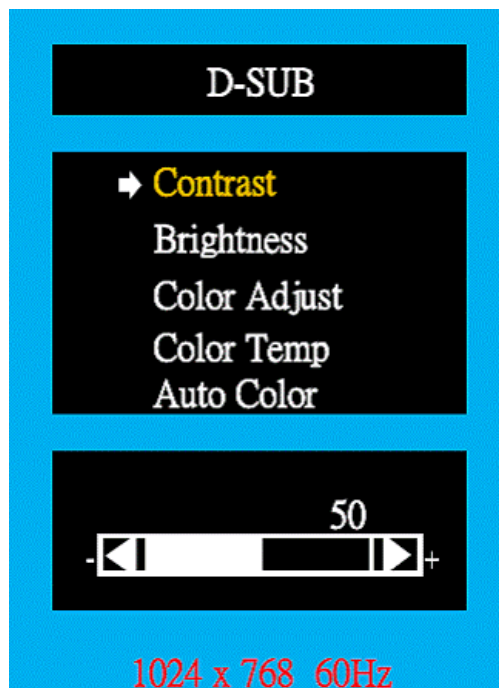 D-SUB
Contrast
Brightness
Color Adjust
Color Temp
Auto Color
50
- +
1024 x 768 60Hz